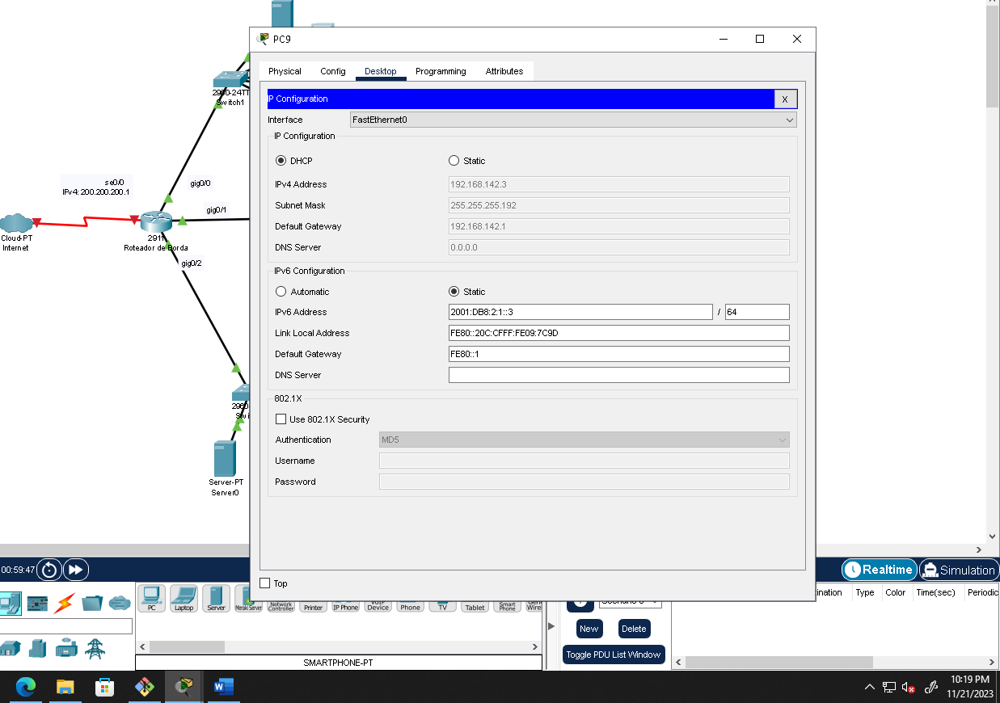 PC9
Physical Config Desktop Programming Attributes
IP Configuration X
Interface FastEthernet0
IP Configuration
DHCP Static
IPv4 Address 192.168.142.3
Subnet Mask 255.255.255.192
Default Gateway 192.168.142.1
DNS Server 0.0.0.0
IPv6 Configuration
Automatic Static
IPv6 Address 2001:DB8:2:1::3 / 64
Link Local Address FE80::20C:CFFF:FE09:7C9D
Default Gateway FE80::1
DNS Server
802.1X
Use 802.1X Security
Authentication MD5
Username
Password
Top
2960-24TT
Switch1
se0/0
IPv4: 200.200.200.1
gig0/0
gig0/1
Cloud-PT
Internet
2911
Roteador de Borda
gig0/2
2960-
Swi
Server-PT
Server0
00:59:47
Realtime Simulation
PC Laptop Server Meraki Server Network Controller Printer IP Phone VoIP Device Phone TV Tablet Smart Phone Wire
SMARTPHONE-PT
New Delete
Toggle PDU List Window
ination Type Color Time(sec) Periodic
10:19 PM
11/21/2023